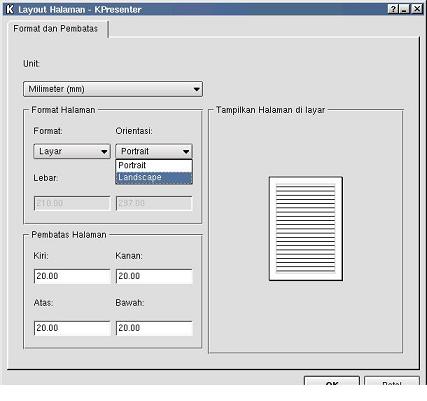 K Layout Halaman - KPresenter
Format dan Pembatas
Unit:
Milimeter (mm)
Format Halaman
Tampilkan Halaman di layar
Format: Orientasi:
Layar Portrait
Portrait
Landscape
Lebar:
210.00 297.00
Pembatas Halaman
Kiri: Kanan:
20.00 20.00
Atas: Bawah:
20.00 20.00
OK Batal